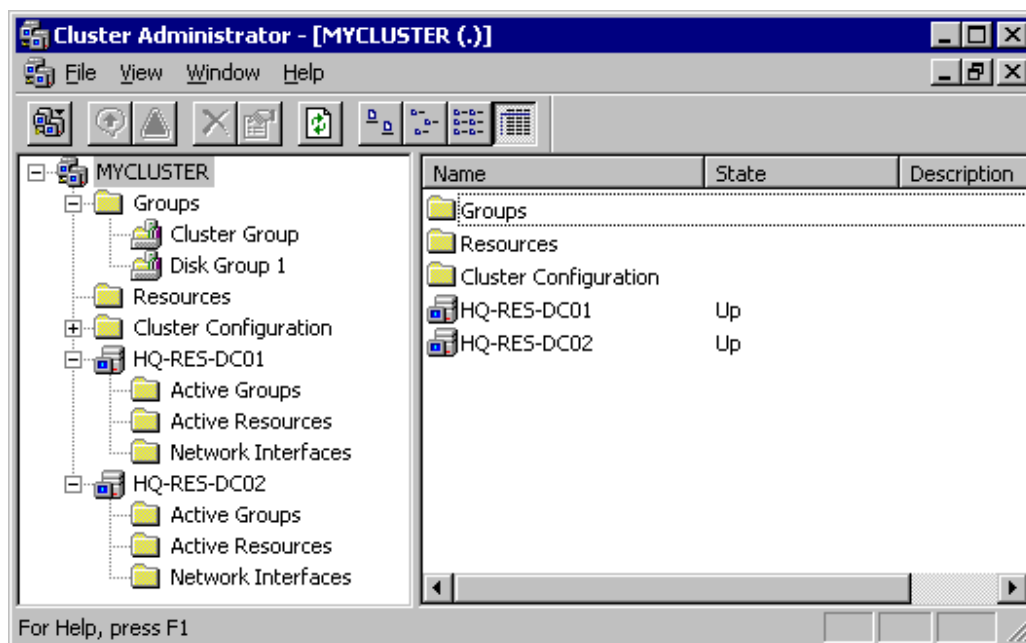 Cluster Administrator - [MYCLUSTER (.)]
File View Window Help
MYCLUSTER
Groups
Cluster Group
Disk Group 1
Resources
Cluster Configuration
HQ-RES-DC01
Active Groups
Active Resources
Network Interfaces
HQ-RES-DC02
Active Groups
Active Resources
Network Interfaces
Name State Description
Groups
Resources
Cluster Configuration
HQ-RES-DC01 Up
HQ-RES-DC02 Up
For Help, press F1